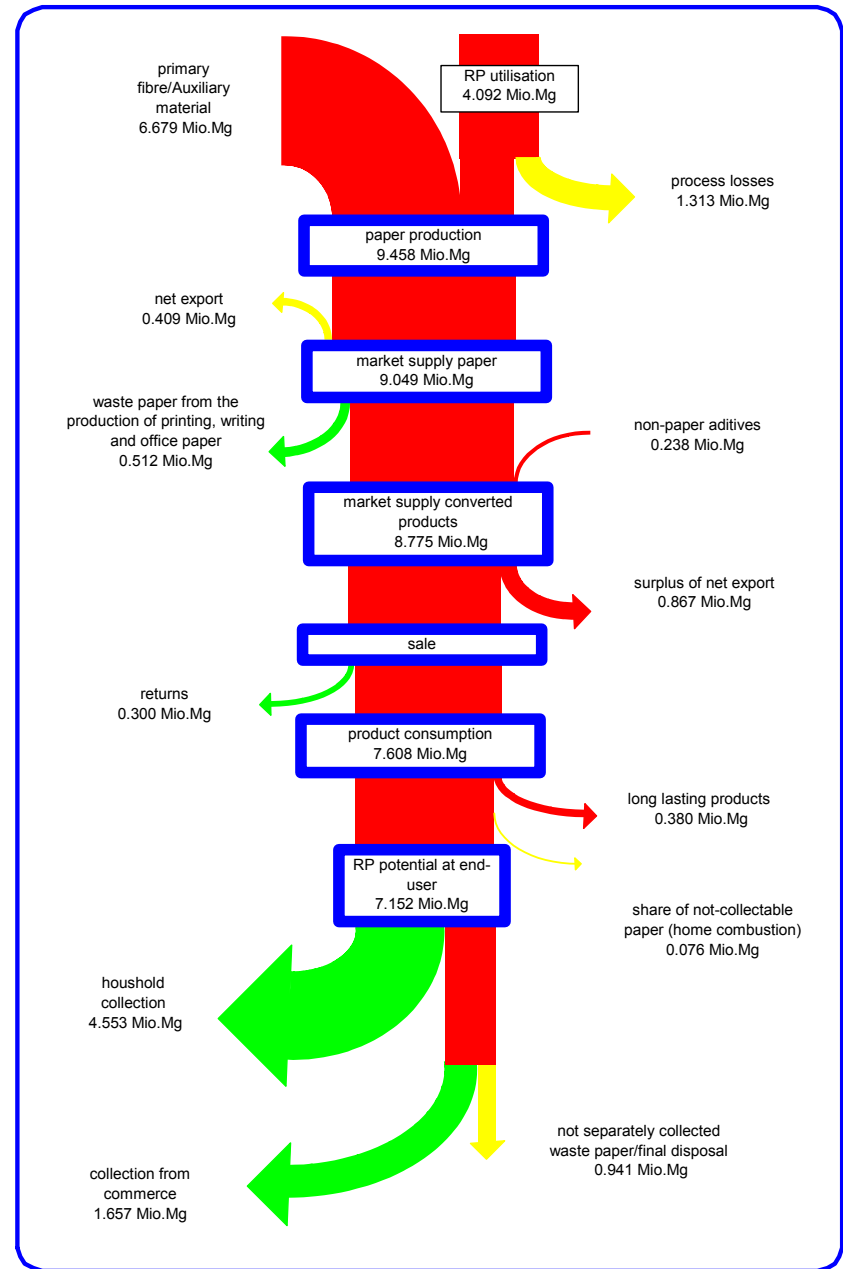 primary
fibre/Auxiliary
material
6.679 Mio.Mg
RP utilisation
4.092 Mio.Mg
process losses
1.313 Mio.Mg
paper production
9.458 Mio.Mg
net export
0.409 Mio.Mg
market supply paper
9.049 Mio.Mg
waste paper from the
production of printing, writing
and office paper
0.512 Mio.Mg
non-paper aditives
0.238 Mio.Mg
market supply converted
products
8.775 Mio.Mg
surplus of net export
0.867 Mio.Mg
sale
returns
0.300 Mio.Mg
product consumption
7.608 Mio.Mg
long lasting products
0.380 Mio.Mg
RP potential at end-
user
7.152 Mio.Mg
share of not-collectable
paper (home combustion)
0.076 Mio.Mg
houshold
collection
4.553 Mio.Mg
not separately collected
waste paper/final disposal
0.941 Mio.Mg
collection from
commerce
1.657 Mio.Mg